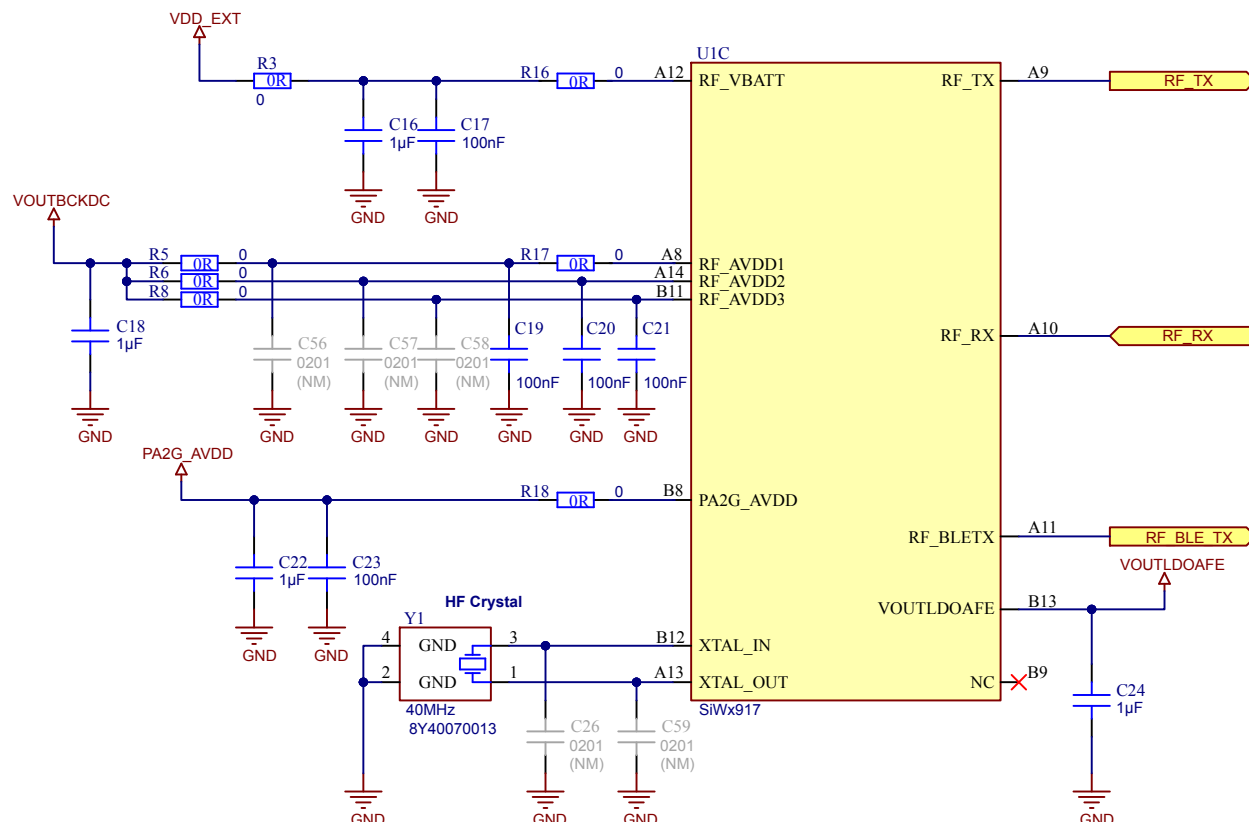 VDD_EXT
U1C
R3
0R
0
R16
0R
0
A12
RF_VBATT
RF_TX
A9
RF_TX
C16
1µF
C17
100nF
GND
GND
VOUTBCKDC
R5
0R
0
R17
0R
0
A8
RF_AVDD1
R6
0R
0
A14
RF_AVDD2
R8
0R
0
B11
RF_AVDD3
C18
1µF
C56
0201
(NM)
C57
0201
(NM)
C58
0201
(NM)
C19
100nF
C20
100nF
C21
100nF
RF_RX
A10
RF_RX
GND
GND
GND
GND
GND
GND
GND
PA2G_AVDD
R18
0R
0
B8
PA2G_AVDD
RF_BLETX
A11
RF_BLE_TX
C22
1µF
C23
100nF
VOUTLDOAFE
VOUTLDOAFE
B13
HF Crystal
Y1
GND
GND
4
GND
3
B12
XTAL_IN
2
GND
1
A13
XTAL_OUT
NC
B9
40MHz
8Y40070013
SiWx917
C26
0201
(NM)
C59
0201
(NM)
C24
1µF
GND
GND
GND
GND